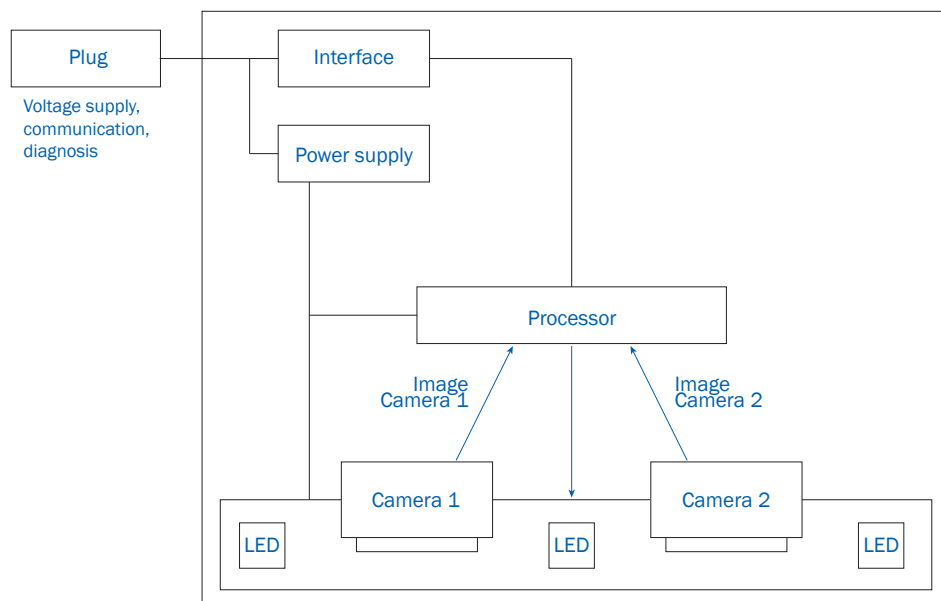 Plug
Interface
Voltage supply,
communication,
diagnosis
Power supply
Processor
Image
Camera 1
Image
Camera 2
Camera 1
Camera 2
LED
LED
LED